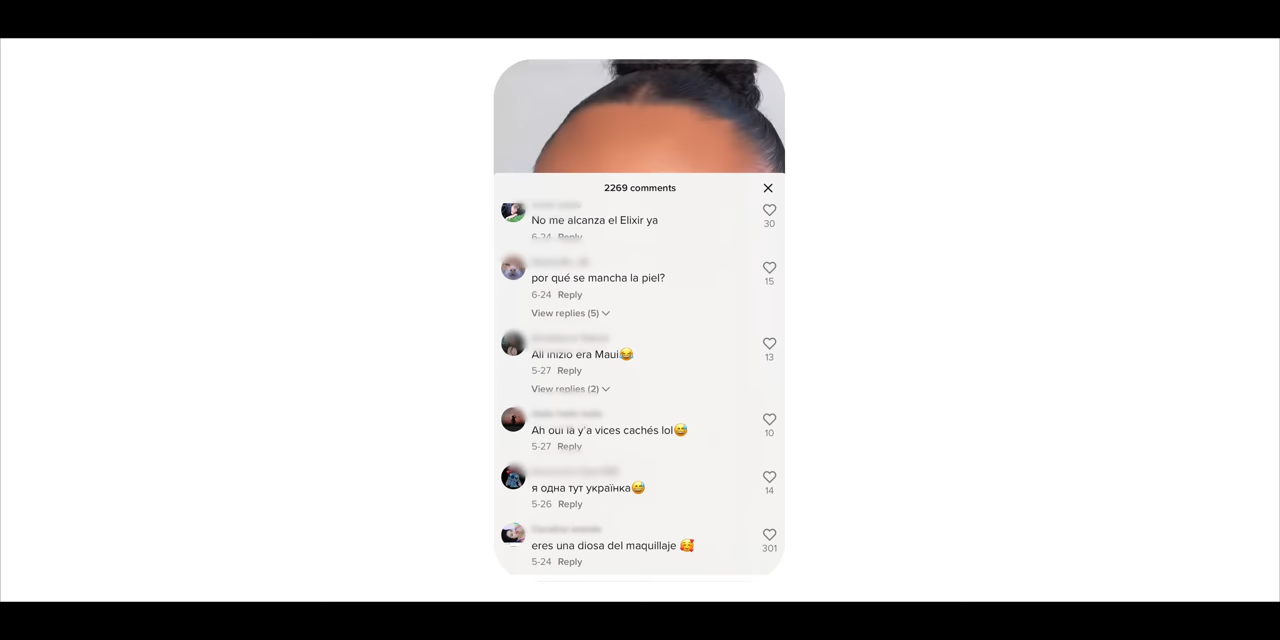 2269 comments
No me alcanza el Elixir ya
30
6-24 Reply
por qué se mancha la piel?
15
6-24 Reply
View replies (5)
All inizio era Maui😂
13
5-27 Reply
View replies (2)
Ah oui la y'a vices cachés lol😅
10
5-27 Reply
я одна тут українка😅
14
5-26 Reply
eres una diosa del maquillaje 🥰
301
5-24 Reply